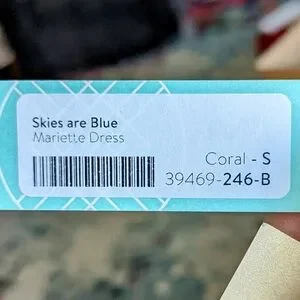 Skies are Blue
Mariette Dress
Coral - S
39469-246-B